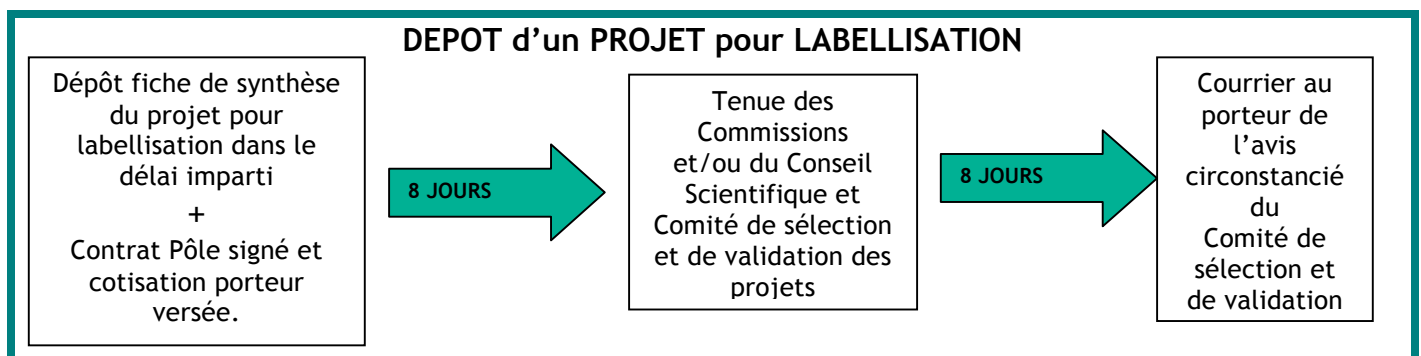 DEPOT d’un PROJET pour LABELLISATION
Dépôt fiche de synthèse
du projet pour
labellisation dans le
délai imparti
+
Contrat Pôle signé et
cotisation porteur
versée.
8 JOURS
Tenue des
Commissions
et/ou du Conseil
Scientifique et
Comité de sélection
et de validation des
projets
8 JOURS
Courrier au
porteur de
l’avis
circonstancié
du
Comité de
sélection et
de validation